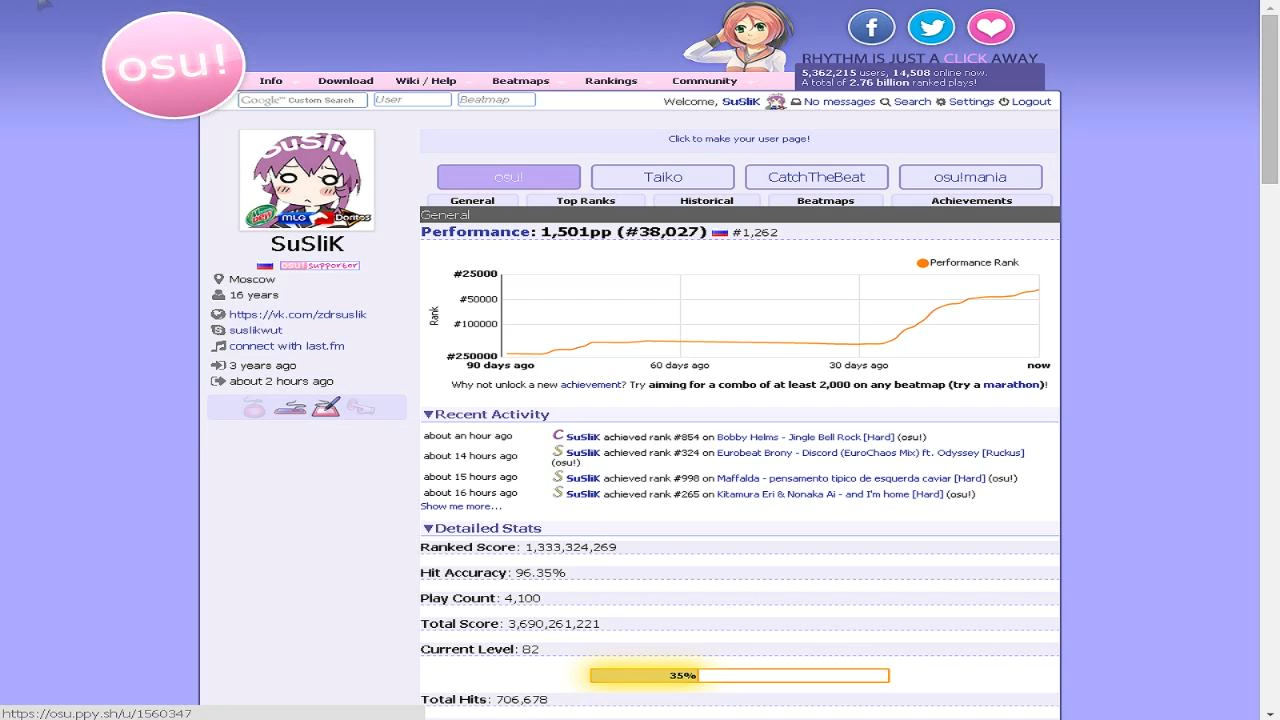 osu!
RHYTHM IS JUST A CLICK AWAY
5,362,215 users, 14,508 online now.
A total of 2.76 billion ranked plays!
Info Download Wiki / Help Beatmaps Rankings Community
Google™ Custom Search User Beatmap Welcome, SuSliK No messages Search Settings Logout
SuSliK
MLG Doritos
SuSliK
osu!supporter
Moscow
16 years
https://vk.com/zdrsuslik
suslikwut
connect with last.fm
3 years ago
about 2 hours ago
Click to make your user page!
osu! Taiko CatchTheBeat osu!mania
General Top Ranks Historical Beatmaps Achievements
General
Performance: 1,501pp (#38,027) #1,262
Performance Rank
Rank
#25000
#50000
#100000
#250000
90 days ago 60 days ago 30 days ago now
Why not unlock a new achievement? Try aiming for a combo of at least 2,000 on any beatmap (try a marathon)!
▼Recent Activity
about an hour ago C SuSliK achieved rank #854 on Bobby Helms - Jingle Bell Rock [Hard] (osu!)
about 14 hours ago S SuSliK achieved rank #324 on Eurobeat Brony - Discord (EuroChaos Mix) ft. Odyssey [Ruckus]
(osu!)
about 15 hours ago S SuSliK achieved rank #998 on Maffalda - pensamento tipico de esquerda caviar [Hard] (osu!)
about 16 hours ago S SuSliK achieved rank #265 on Kitamura Eri & Nonaka Ai - and I'm home [Hard] (osu!)
Show me more...
▼Detailed Stats
Ranked Score: 1,333,324,269
Hit Accuracy: 96.35%
Play Count: 4,100
Total Score: 3,690,261,221
Current Level: 82
35%
Total Hits: 706,678
https://osu.ppy.sh/u/1560347